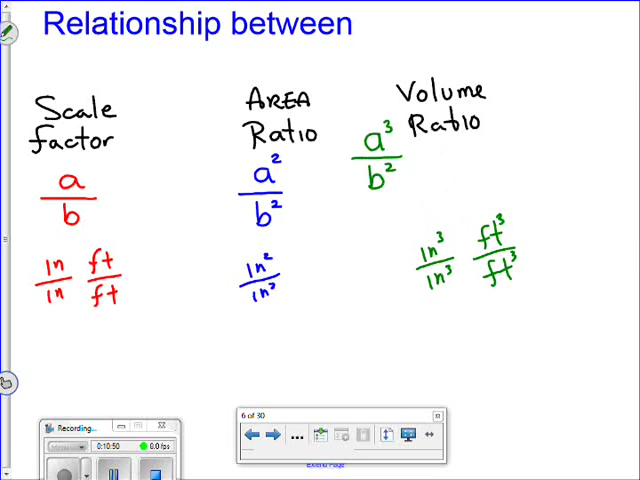 Relationship between
Scale
factor
a
b
in ft
in ft
AREA
Ratio
a²
b²
in²
in²
Volume
Ratio
a³
b²
in³ ft³
in³ ft³
Recording...
0:10:50 0.0 fps
6 of 30
...
Extend Page